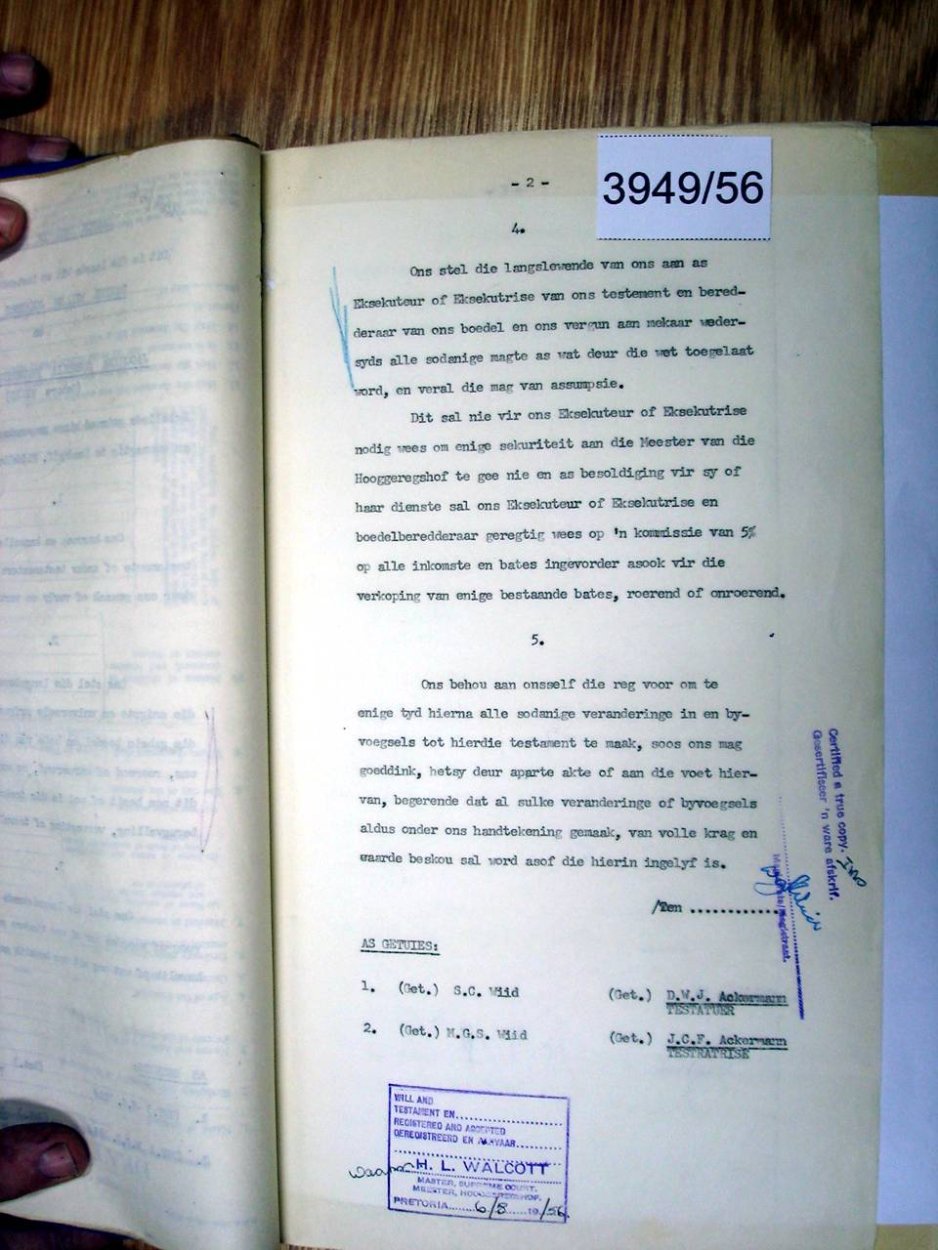 - 2 -
3949/56
4.
Ons stel die langslewende van ons aan as
Eksekuteur of Eksekutrise van ons testement en bered-
deraar van ons boedel en ons vergun aan mekaar weder-
syds alle sodanige magte as wat deur die wet toegelaat
word, en veral die mag van assumpsie.
Dit sal nie vir ons Eksekuteur of Eksekutrise
nodig wees om enige sekuriteit aan die Meester van die
Hooggeregshof te gee nie en as besoldiging vir sy of
haar dienste sal ons Eksekuteur of Eksekutrise en
boedelberedderaar geregtig wees op 'n kommissie van 5%
op alle inkomste en bates ingevorder asook vir die
verkoping van enige bestaande bates, roerend of onroerend.
5.
Ons behou aan onsself die reg voor om te
enige tyd hierna alle sodanige veranderinge in en by-
voegsels tot hierdie testament te maak, soos ons mag
goeddink, hetsy deur aparte akte of aan die voet hier-
van, begerende dat al sulke veranderinge of byvoegsels
aldus onder ons handtekening gemaak, van volle krag en
waarde beskou sal word asof die hierin ingelyf is.
/Ten ............
AS GETUIES:
1. (Get.) S.C. Wiid (Get.) D.W.J. Ackermann
TESTATUER
2. (Get.) M.G.S. Wiid (Get.) J.C.F. Ackermann
TESTRATRISE
Certified a true copy.
Gesertifiseer 'n ware afskrif.
WILL AND
TESTAMENT EN
REGISTERED AND ACCEPTED
GEREGISTREERD EN AANVAAR
H. L. WALCOTT
MASTER, SUPREME COURT.
MEESTER, HOOGGEREGSHOF.
PRETORIA 6/8 19/56